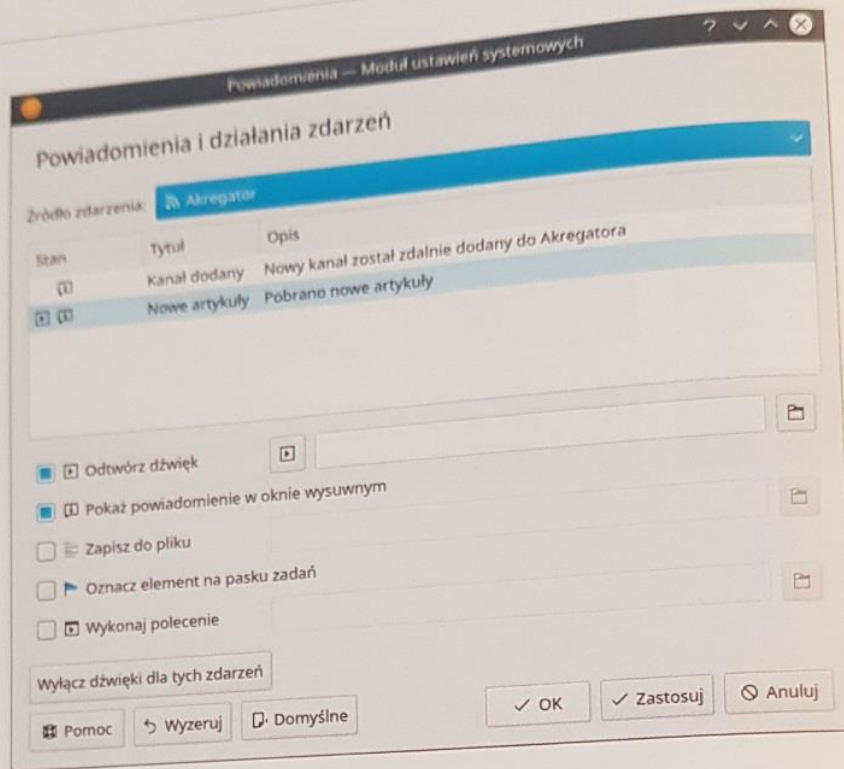 Powiadomienia — Moduł ustawień systemowych
Powiadomienia i działania zdarzeń
Źródło zdarzenia: Akregator
Stan Tytuł Opis
Kanał dodany Nowy kanał został zdalnie dodany do Akregatora
Nowe artykuły Pobrano nowe artykuły
Odtwórz dźwięk
Pokaż powiadomienie w oknie wysuwnym
Zapisz do pliku
Oznacz element na pasku zadań
Wykonaj polecenie
Wyłącz dźwięki dla tych zdarzeń
Pomoc Wyzeruj Domyślne OK Zastosuj Anuluj